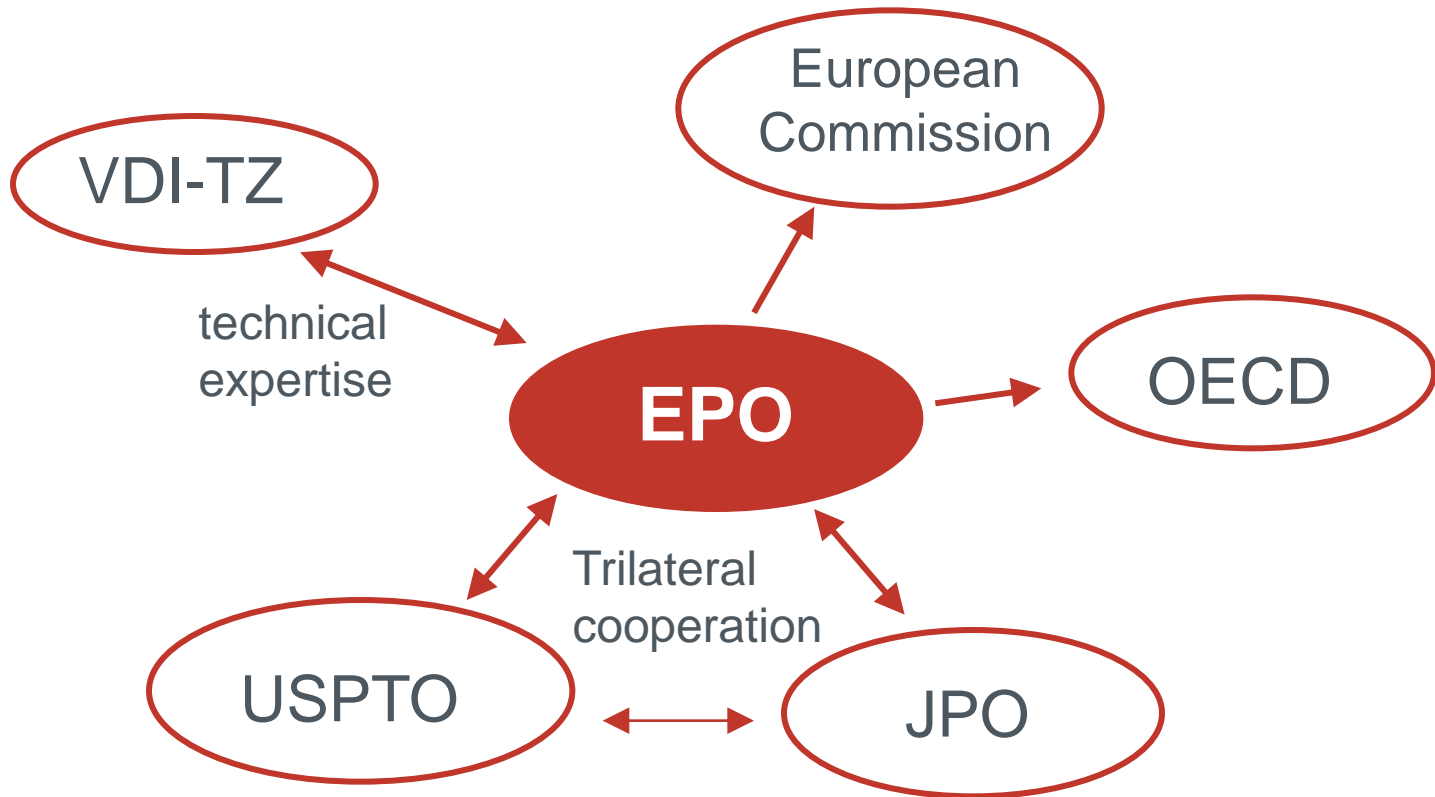 European
Commission
VDI-TZ
technical
expertise
OECD
EPO
Trilateral
cooperation
USPTO
JPO